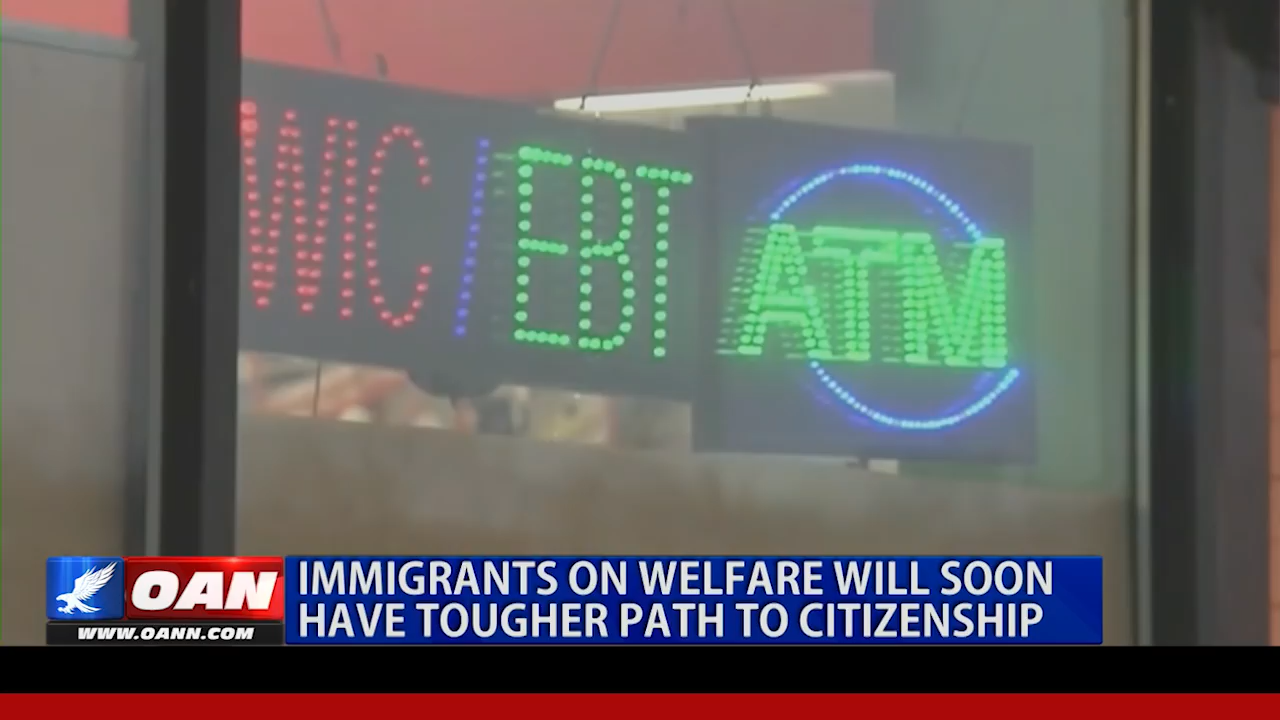 WIC/EBT ATM
OAN
WWW.OANN.COM
IMMIGRANTS ON WELFARE WILL SOON
HAVE TOUGHER PATH TO CITIZENSHIP